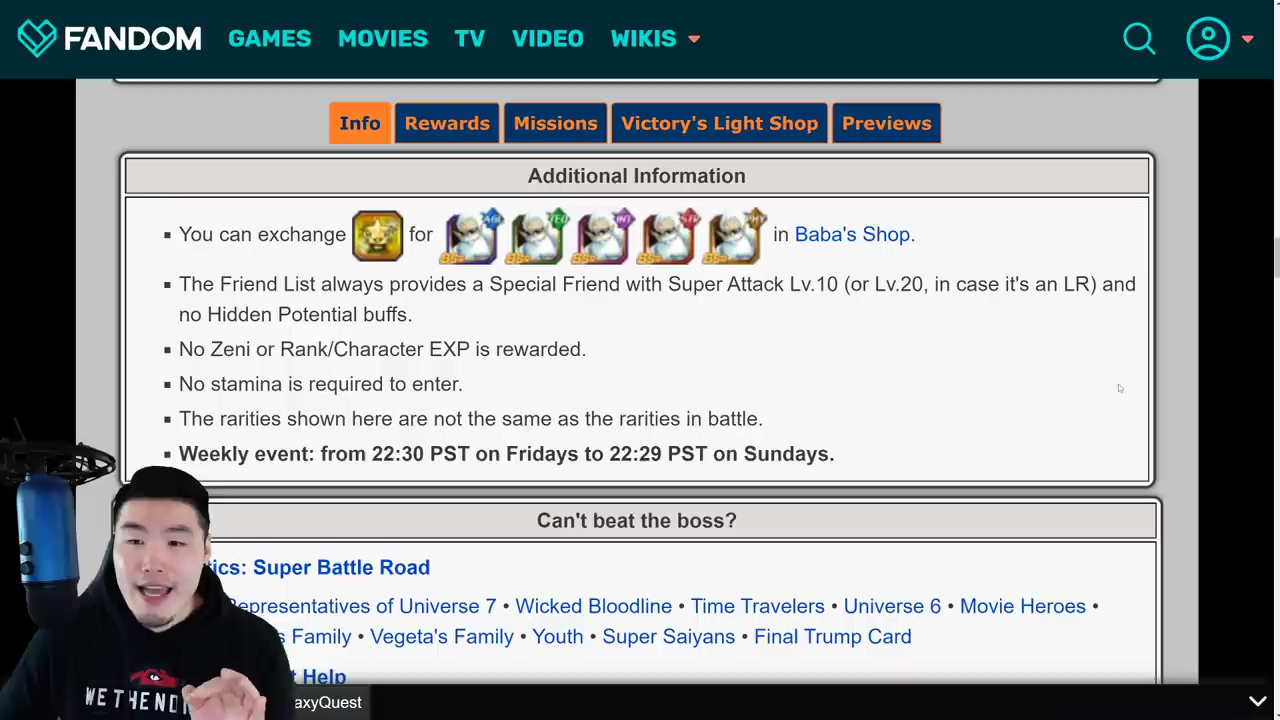 FANDOM GAMES MOVIES TV VIDEO WIKIS
Info Rewards Missions Victory's Light Shop Previews
Additional Information
You can exchange for in Baba's Shop.
The Friend List always provides a Special Friend with Super Attack Lv.10 (or Lv.20, in case it's an LR) and
no Hidden Potential buffs.
No Zeni or Rank/Character EXP is rewarded.
No stamina is required to enter.
The rarities shown here are not the same as the rarities in battle.
Weekly event: from 22:30 PST on Fridays to 22:29 PST on Sundays.
Can't beat the boss?
tics: Super Battle Road
Representatives of Universe 7 • Wicked Bloodline • Time Travelers • Universe 6 • Movie Heroes •
s Family • Vegeta's Family • Youth • Super Saiyans • Final Trump Card
t Help
axyQuest
WE THEND